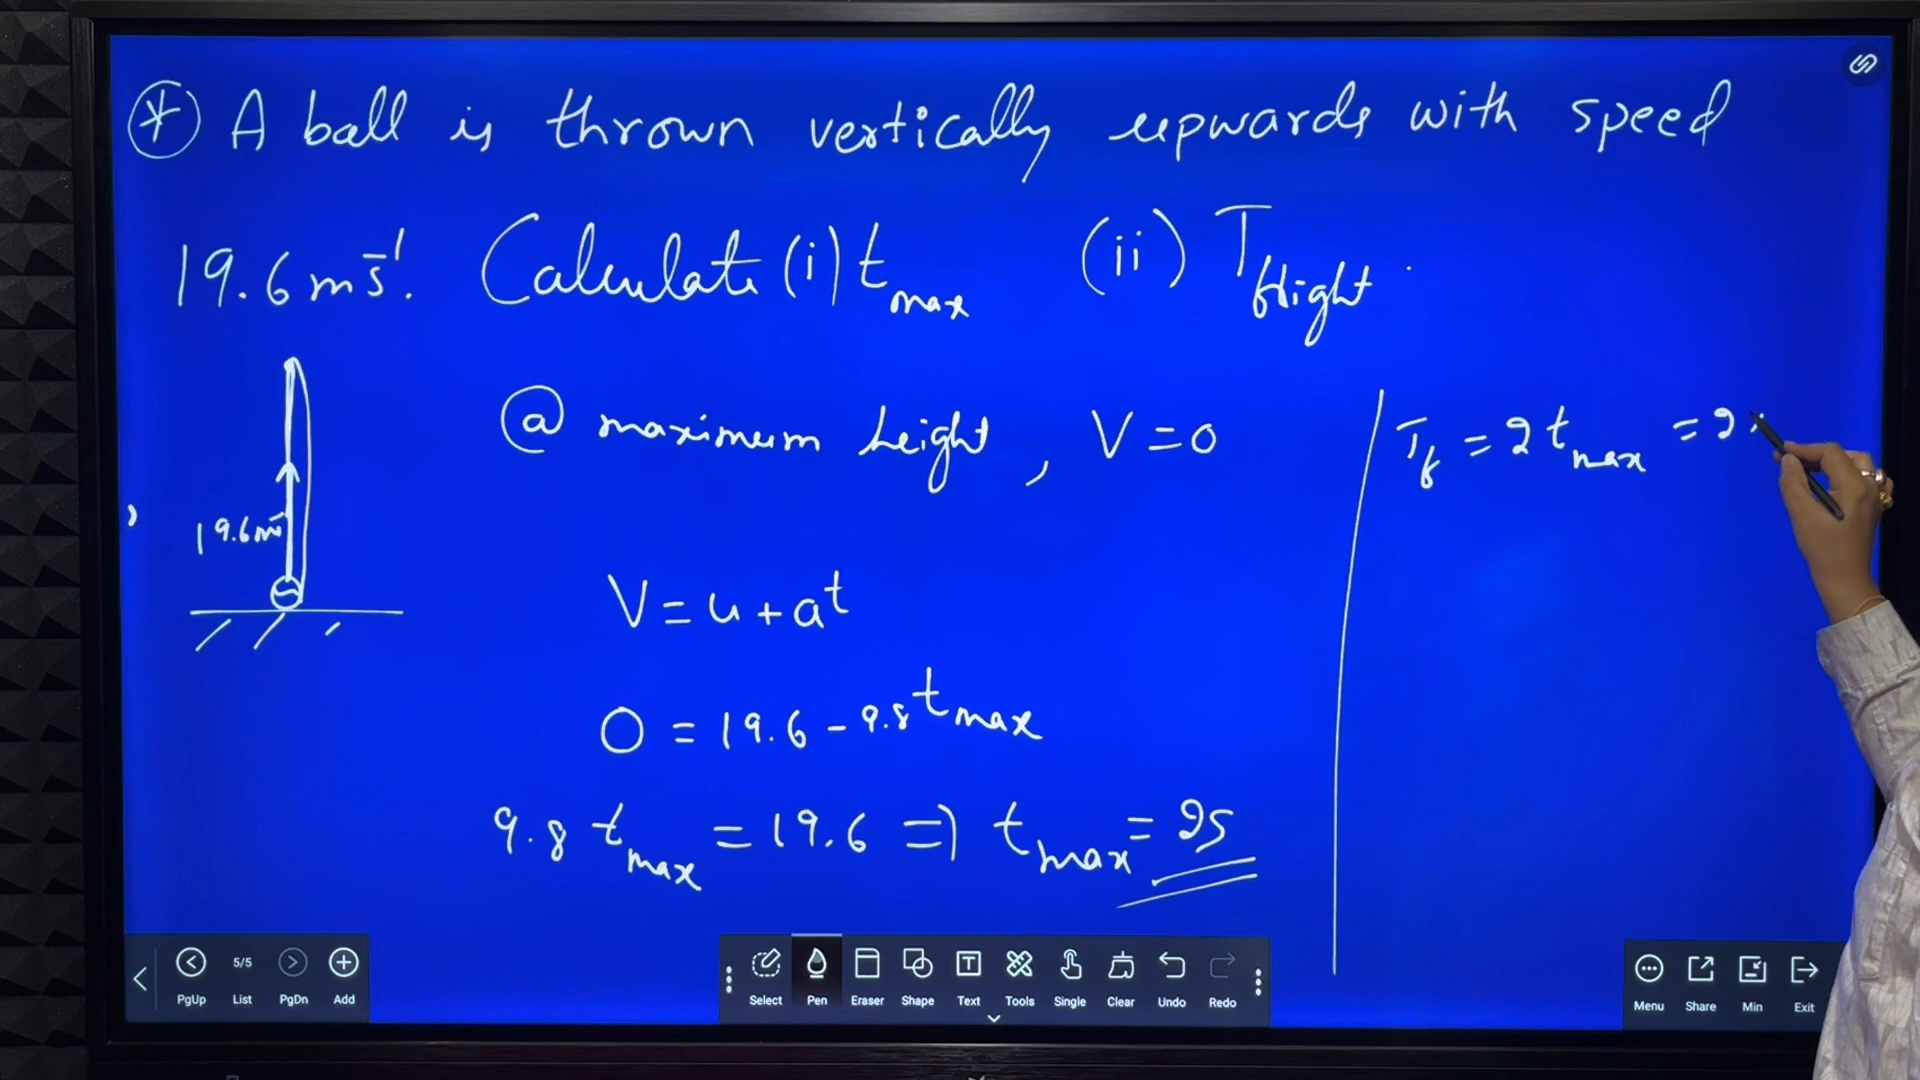 * A ball is thrown vertically upwards with speed
19.6 m s⁻¹. Calculate (i) t_max (ii) T_flight.
19.6 m s⁻
@ maximum height, V = 0
V = u + at
0 = 19.6 - 9.8 t_max
9.8 t_max = 19.6 ⇒ t_max = 2s
T_f = 2 t_max = 2
PgUp
5/5
List
PgDn
Add
Select
Pen
Eraser
Shape
Text
Tools
Single
Clear
Undo
Redo
Menu
Share
Min
Exit